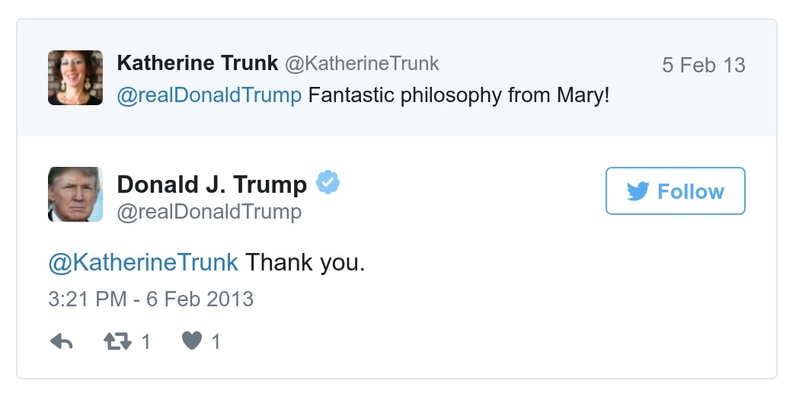 Katherine Trunk @KatherineTrunk 5 Feb 13
@realDonaldTrump Fantastic philosophy from Mary!
Donald J. Trump
@realDonaldTrump
Follow
@KatherineTrunk Thank you.
3:21 PM - 6 Feb 2013
1 1